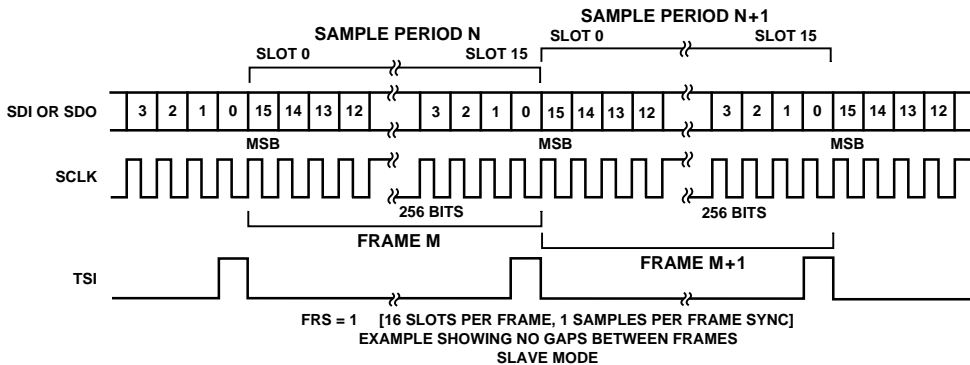 SAMPLE PERIOD N+1
SAMPLE PERIOD N
SLOT 0 SLOT 15
SLOT 0 SLOT 15
SDI OR SDO 3 2 1 0 15 14 13 12 3 2 1 0 15 14 13 12 3 2 1 0 15 14 13 12
MSB MSB MSB
SCLK
256 BITS 256 BITS
FRAME M
FRAME M+1
TSI
FRS = 1 [16 SLOTS PER FRAME, 1 SAMPLES PER FRAME SYNC]
EXAMPLE SHOWING NO GAPS BETWEEN FRAMES
SLAVE MODE